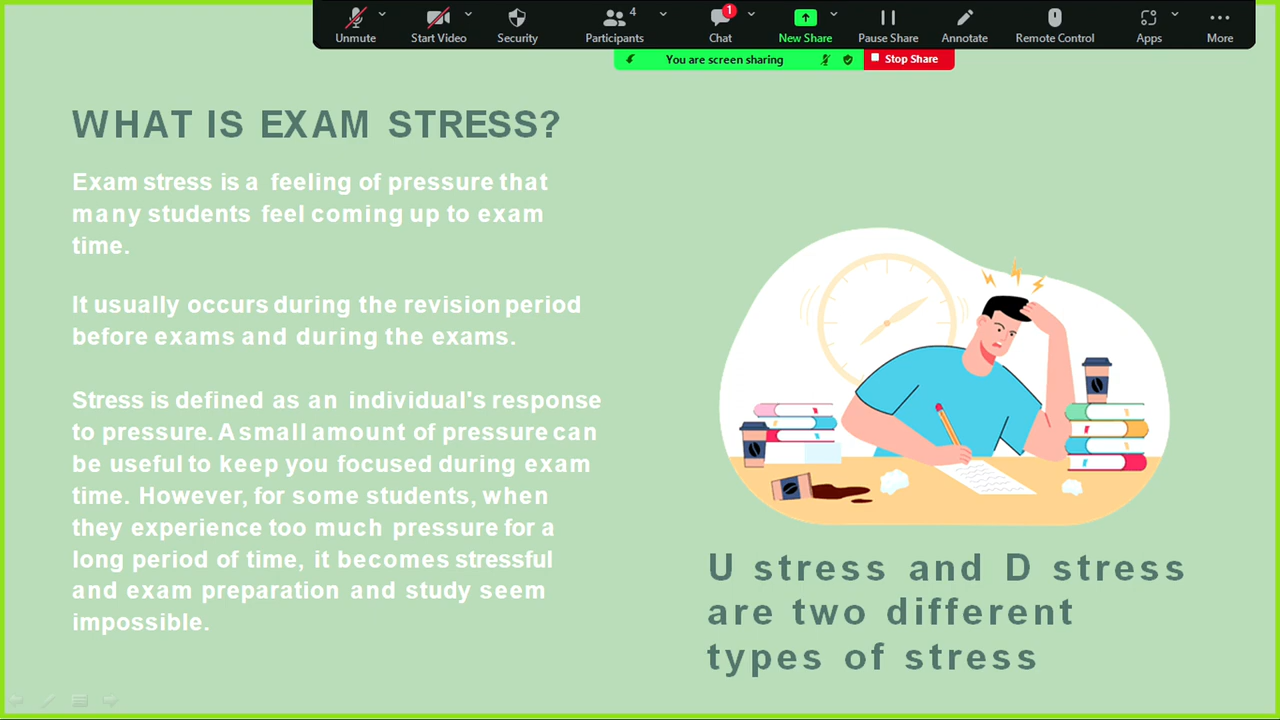 Unmute
Start Video
Security
Participants
4
Chat
1
New Share
Pause Share
Annotate
Remote Control
Apps
More
You are screen sharing
Stop Share
WHAT IS EXAM STRESS?
Exam stress is a feeling of pressure that
many students feel coming up to exam
time.
It usually occurs during the revision period
before exams and during the exams.
Stress is defined as an individual's response
to pressure. A small amount of pressure can
be useful to keep you focused during exam
time. However, for some students, when
they experience too much pressure for a
long period of time, it becomes stressful
and exam preparation and study seem
impossible.
U stress and D stress
are two different
types of stress